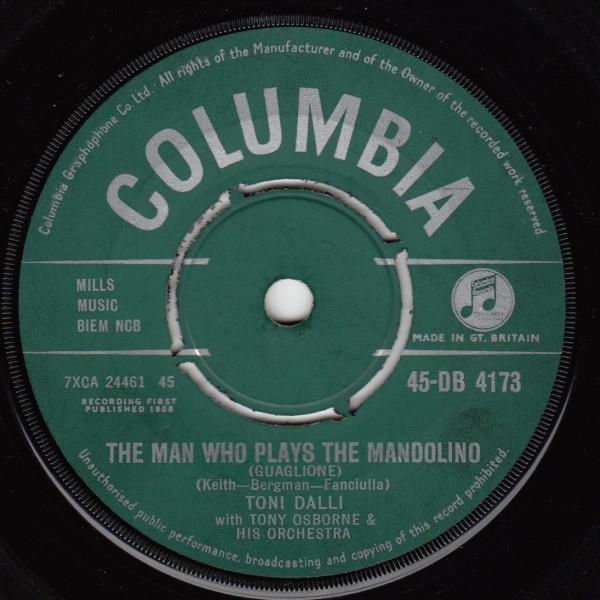 Columbia Graphophone Co. Ltd. · All rights of the Manufacturer and of the Owner of the recorded work reserved.
COLUMBIA
MILLS
MUSIC
BIEM NCB
MADE IN GT. BRITAIN
7XCA 24461 45
45-DB 4173
RECORDING FIRST
PUBLISHED 1958
THE MAN WHO PLAYS THE MANDOLINO
(GUAGLIONE)
(Keith—Bergman—Fanciulla)
TONI DALLI
with TONY OSBORNE &
HIS ORCHESTRA
Unauthorised public performance, broadcasting and copying of this record prohibited.